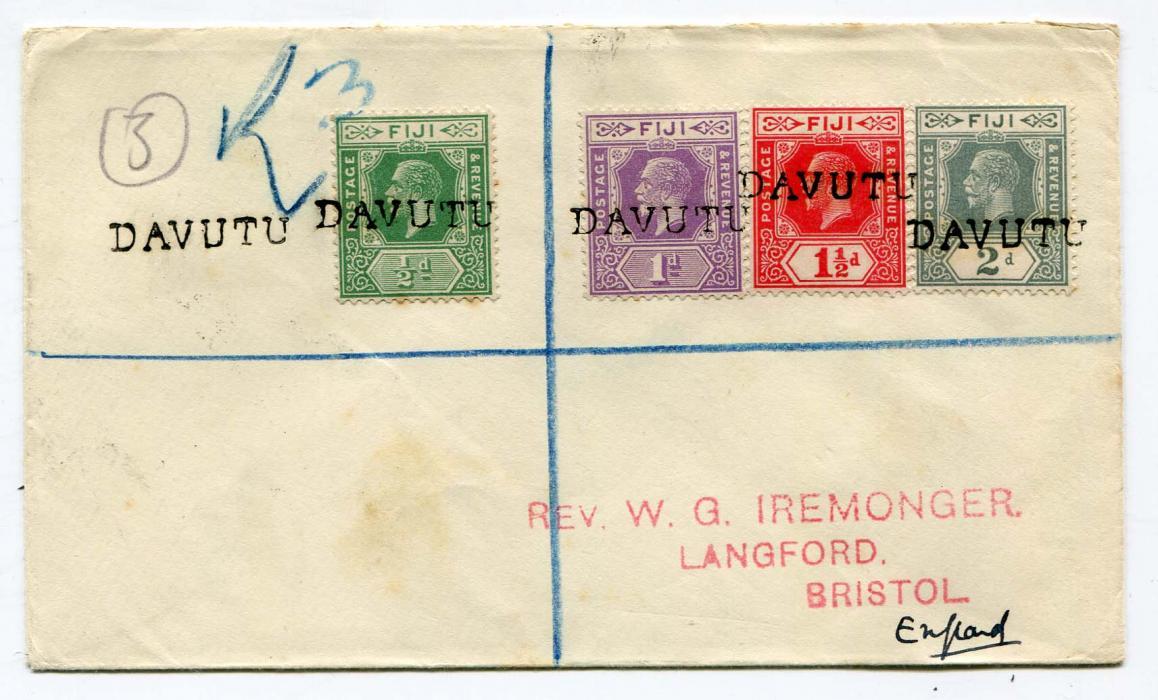 3
R 3
DAVUTU
FIJI
POSTAGE
& REVENUE
DAVUTU
½d
FIJI
POSTAGE
& REVENUE
DAVUTU
1d
FIJI
POSTAGE
& REVENUE
DAVUTU
1½d
FIJI
POSTAGE
& REVENUE
DAVUTU
2d
REV. W. G. IREMONGER.
LANGFORD.
BRISTOL.
England